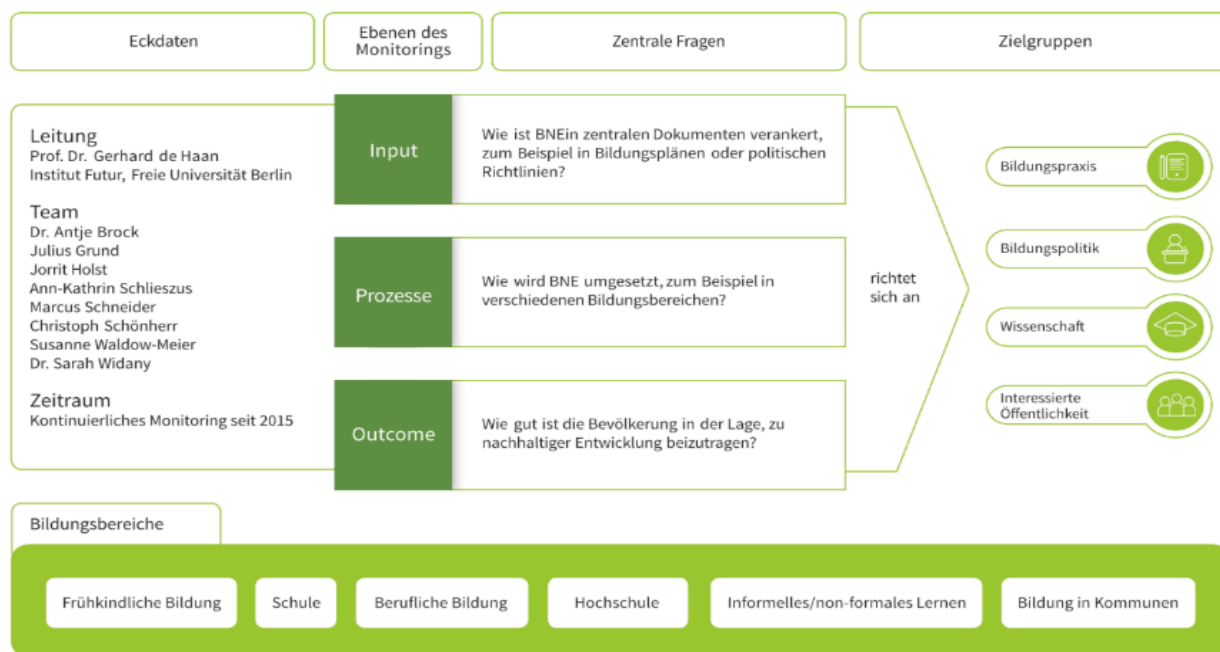 Eckdaten
Ebenen des
Monitorings
Zentrale Fragen
Zielgruppen
Leitung
Prof. Dr. Gerhard de Haan
Institut Futur, Freie Universität Berlin
Team
Dr. Antje Brock
Julius Grund
Jorrit Holst
Ann-Kathrin Schlieszus
Marcus Schneider
Christoph Schönherr
Susanne Waldow-Meier
Dr. Sarah Widany
Zeitraum
Kontinuierliches Monitoring seit 2015
Input
Wie ist BNEin zentralen Dokumenten verankert,
zum Beispiel in Bildungsplänen oder politischen
Richtlinien?
Prozesse
Wie wird BNE umgesetzt, zum Beispiel in
verschiedenen Bildungsbereichen?
Outcome
Wie gut ist die Bevölkerung in der Lage, zu
nachhaltiger Entwicklung beizutragen?
richtet
sich an
Bildungspraxis
Bildungspolitik
Wissenschaft
Interessierte
Öffentlichkeit
Bildungsbereiche
Frühkindliche Bildung
Schule
Berufliche Bildung
Hochschule
Informelles/non-formales Lernen
Bildung in Kommunen